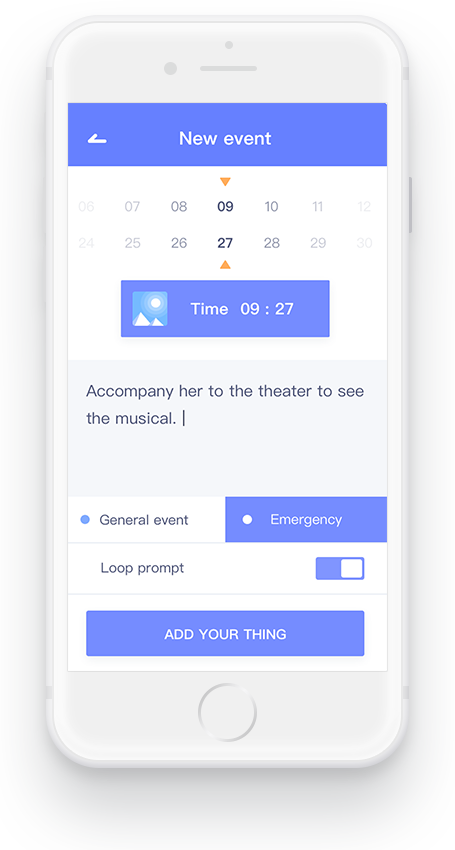 New event
06 07 08 09 10 11 12
24 25 26 27 28 29 30
Time 09 : 27
Accompany her to the theater to see
the musical.
General event Emergency
Loop prompt
ADD YOUR THING